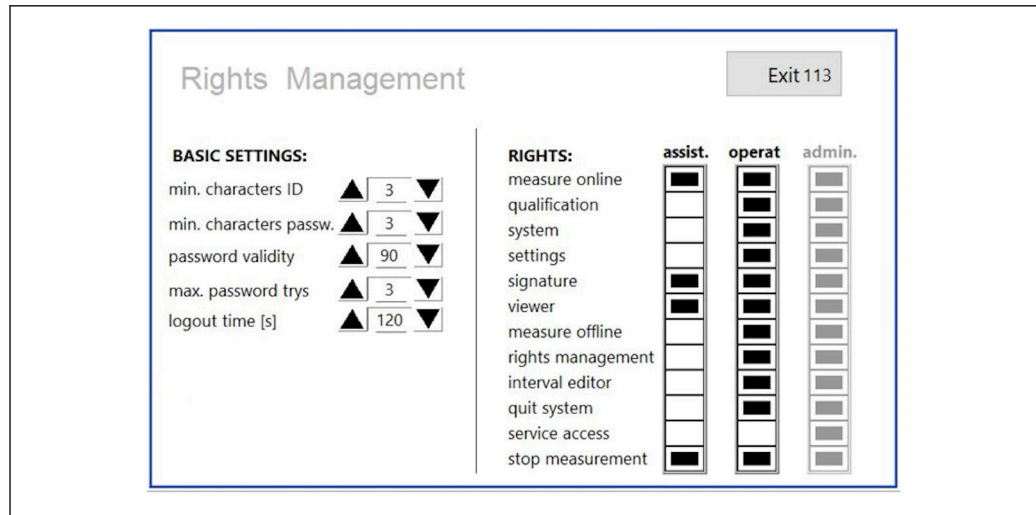 Rights Management
Exit 113
BASIC SETTINGS:
min. characters ID 3
min. characters passw. 3
password validity 90
max. password trys 3
logout time [s] 120
RIGHTS: assist. operat admin.
measure online
qualification
system
settings
signature
viewer
measure offline
rights management
interval editor
quit system
service access
stop measurement